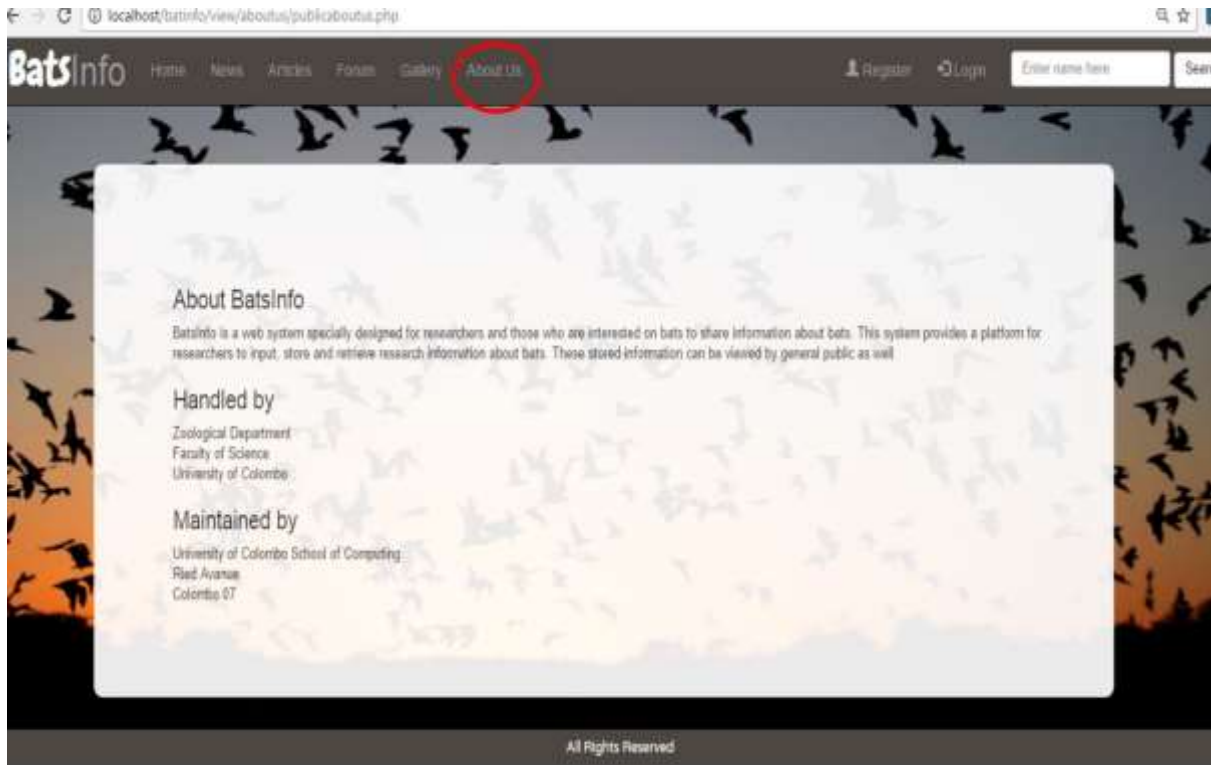 localhost/batinfo/view/aboutus/publicaboutus.php
BatsInfo Home News Articles Forum Gallery About Us Register Login Enter name here Sear
About BatsInfo
BatsInfo is a web system specially designed for researchers and those who are interested on bats to share information about bats. This system provides a platform for
researchers to input, store and retrieve research information about bats. These stored information can be viewed by general public as well
Handled by
Zoological Department
Faculty of Science
University of Colombo
Maintained by
University of Colombo School of Computing
Ried Avenue
Colombo 07
All Rights Reserved